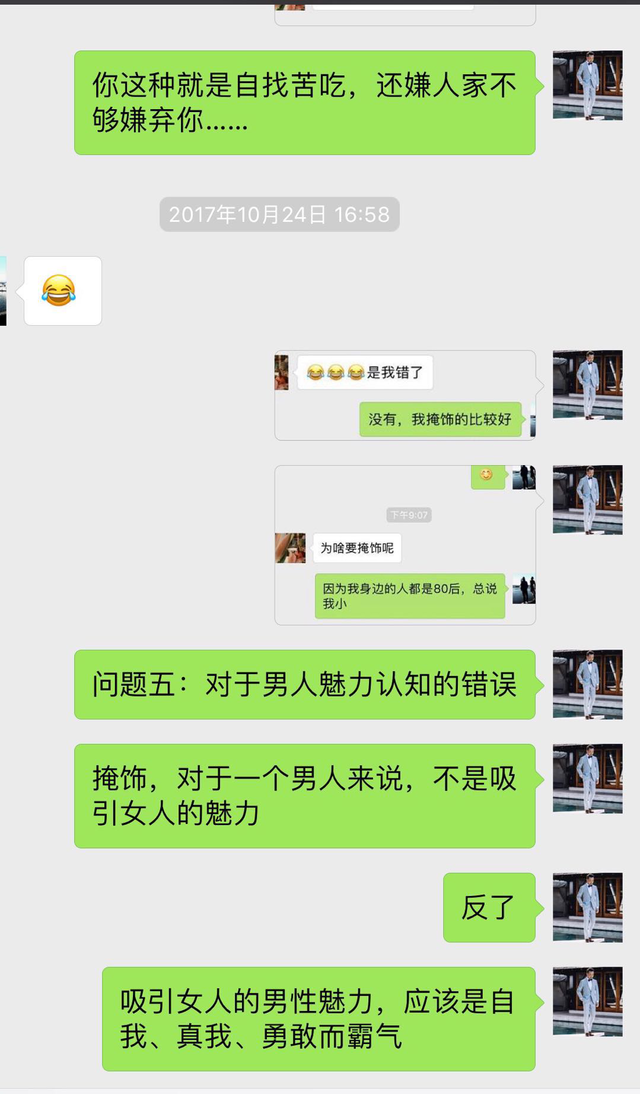 你这种就是自找苦吃，还嫌人家不
够嫌弃你......
2017年10月24日 16:58
是我错了
没有，我掩饰的比较好
下午9:07
为啥要掩饰呢
因为我身边的人都是80后，总说
我小
问题五：对于男人魅力认知的错误
掩饰，对于一个男人来说，不是吸
引女人的魅力
反了
吸引女人的男性魅力，应该是自
我、真我、勇敢而霸气